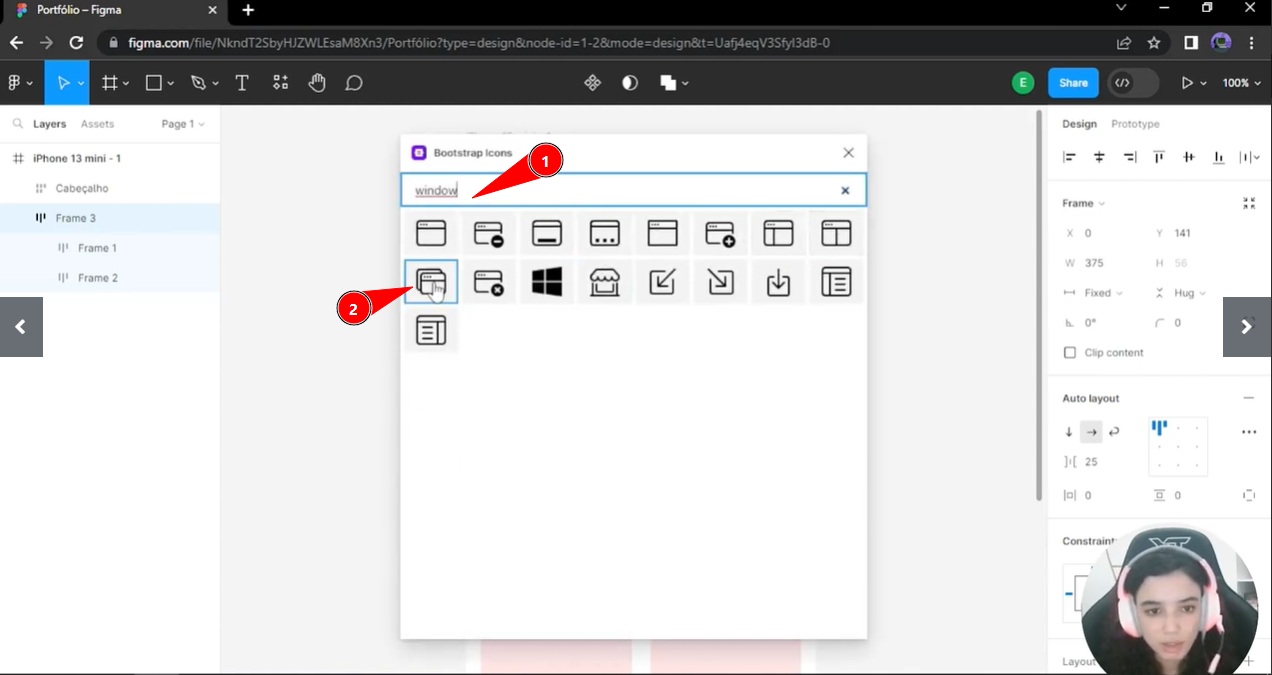 Portfólio – Figma
figma.com/file/NkndT2SbyHJZWLEsaM8Xn3/Portfólio?type=design&node-id=1-2&mode=design&t=Uafj4eqV3SfyI3dB-0
E
Share
100%
Layers
Assets
Page 1
Design
Prototype
iPhone 13 mini - 1
Cabeçalho
Frame 3
Frame 1
Frame 2
Bootstrap Icons
window
1
2
Frame
X 0
Y 141
W 375
H 56
Fixed
Hug
0°
0
Clip content
Auto layout
25
0
0
Constraint
Layout